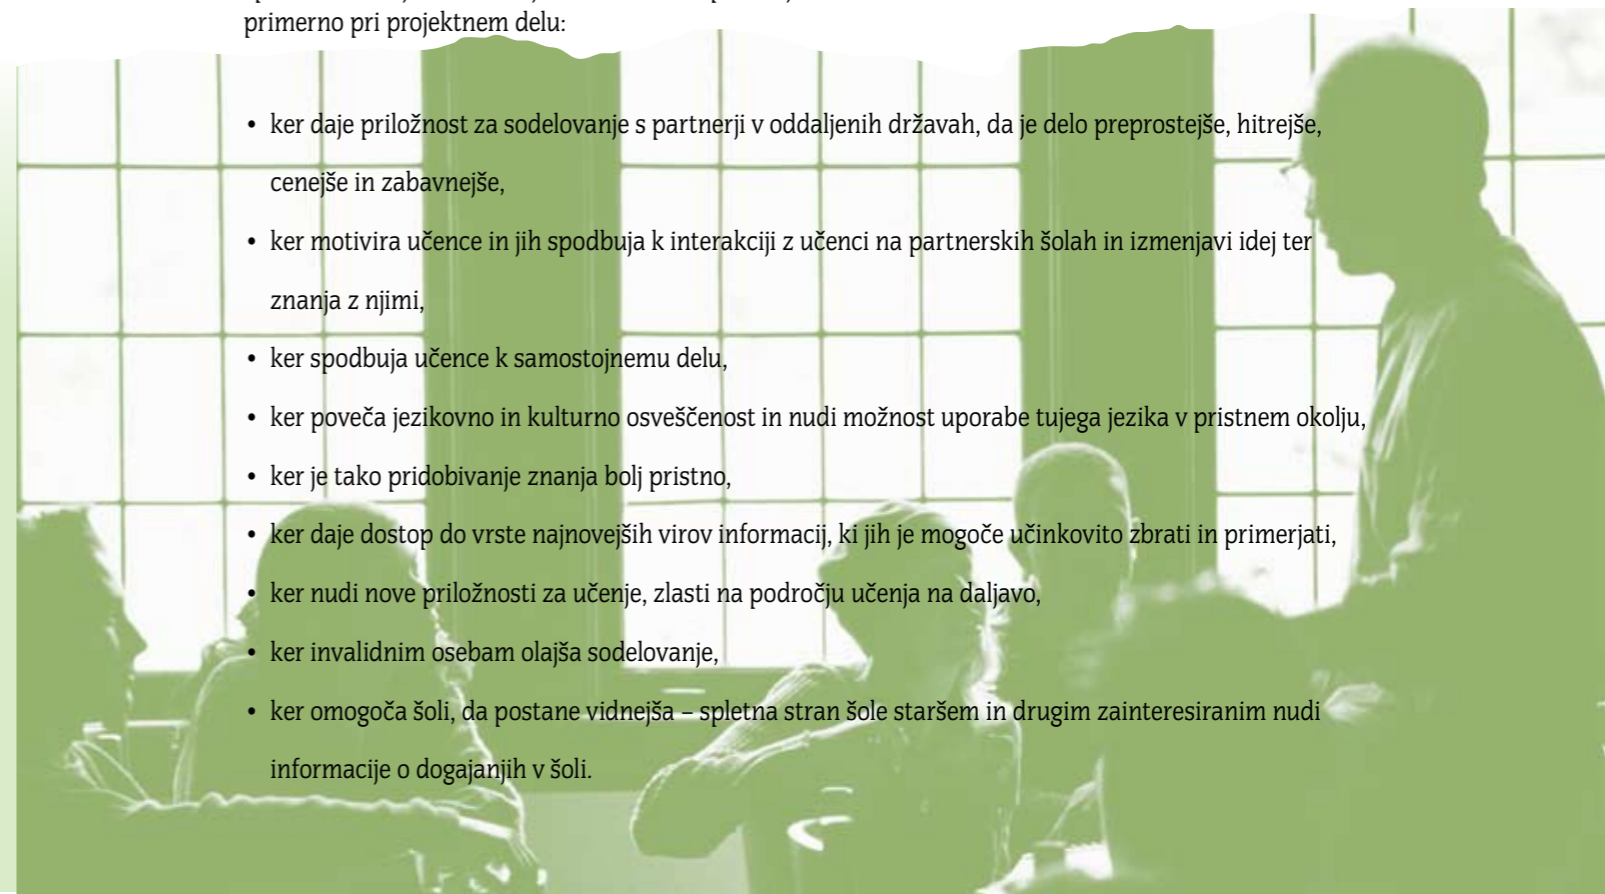 primerno pri projektnem delu:
• ker daje priložnost za sodelovanje s partnerji v oddaljenih državah, da je delo preprostejše, hitrejše,
cenejše in zabavnejše,
• ker motivira učence in jih spodbuja k interakciji z učenci na partnerskih šolah in izmenjavi idej ter
znanja z njimi,
• ker spodbuja učence k samostojnemu delu,
• ker poveča jezikovno in kulturno osveščenost in nudi možnost uporabe tujega jezika v pristnem okolju,
• ker je tako pridobivanje znanja bolj pristno,
• ker daje dostop do vrste najnovejših virov informacij, ki jih je mogoče učinkovito zbrati in primerjati,
• ker nudi nove priložnosti za učenje, zlasti na področju učenja na daljavo,
• ker invalidnim osebam olajša sodelovanje,
• ker omogoča šoli, da postane vidnejša – spletna stran šole staršem in drugim zainteresiranim nudi
informacije o dogajanjih v šoli.